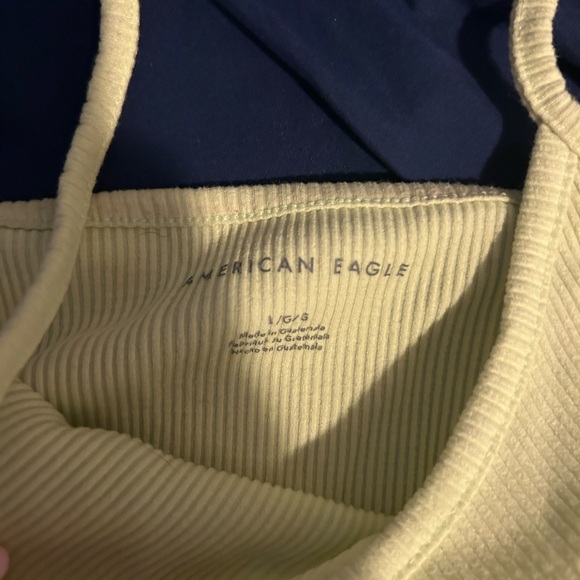 AMERICAN EAGLE
L/G/G
Made in Guatemala
Fabriqué au Guatemala
Hecho en Guatemala